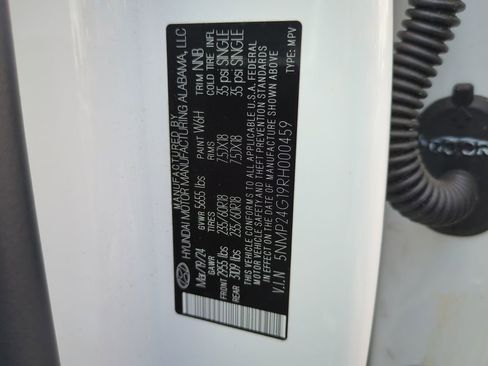 MANUFACTURED BY
HYUNDAI MOTOR MANUFACTURING ALABAMA, LLC
Mar/19/24 GVWR 5655 lbs PAINT W6H TRIM NNB
GAWR TIRES RIMS COLD TIRE INFL
FRONT 2955 lbs 235/60R18 7.5JX18 35 psi SINGLE
REAR 3019 lbs 235/60R18 7.5JX18 35 psi SINGLE
THIS VEHICLE CONFORMS TO ALL APPLICABLE U.S.A. FEDERAL
MOTOR VEHICLE SAFETY AND THEFT PREVENTION STANDARDS
IN EFFECT ON THE DATE OF MANUFACTURE SHOWN ABOVE
V.I.N 5NMP24G19RH000459 TYPE: MPV